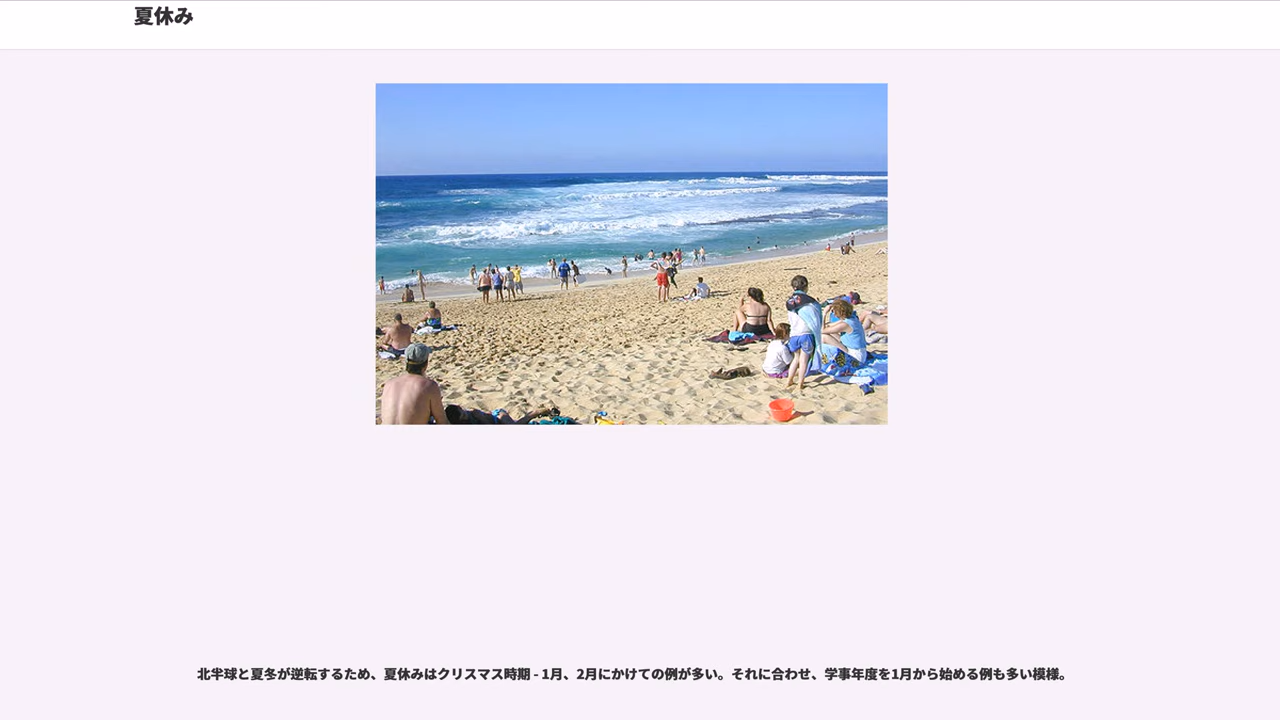 夏休み
北半球と夏冬が逆転するため、夏休みはクリスマス時期 - 1月、2月にかけての例が多い。それに合わせ、学事年度を1月から始める例も多い模様。